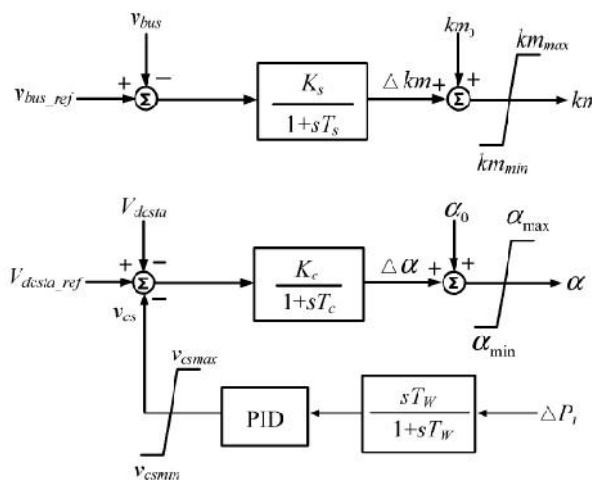 v_bus
km_0
km_max
v_bus_ref
+
−
Σ
K_s
1+sT_s
△km
+
+
Σ
km
km_min
V_dcsta
α_0
α_max
V_dcsta_ref
+
−
−
Σ
K_c
1+sT_c
△α
+
+
Σ
α
v_cs
α_min
v_csmax
PID
sT_W
1+sT_W
△P_t
v_csmin